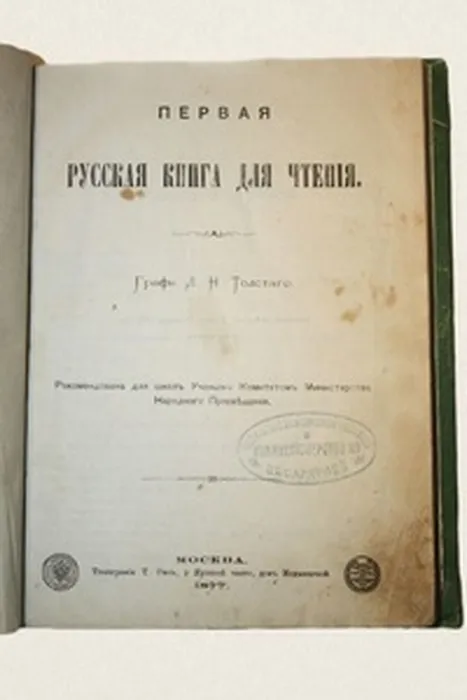 ПЕРВАЯ
РУССКАЯ КНИГА ДЛЯ ЧТЕНІЯ.
Графа Л. Н. Толстаго.
Рекомендована для школъ Ученымъ Комитетомъ Министерства
Народнаго Просвѣщенія.
МОСКВА.
Типографія Т. Рисъ, у домъ
1877